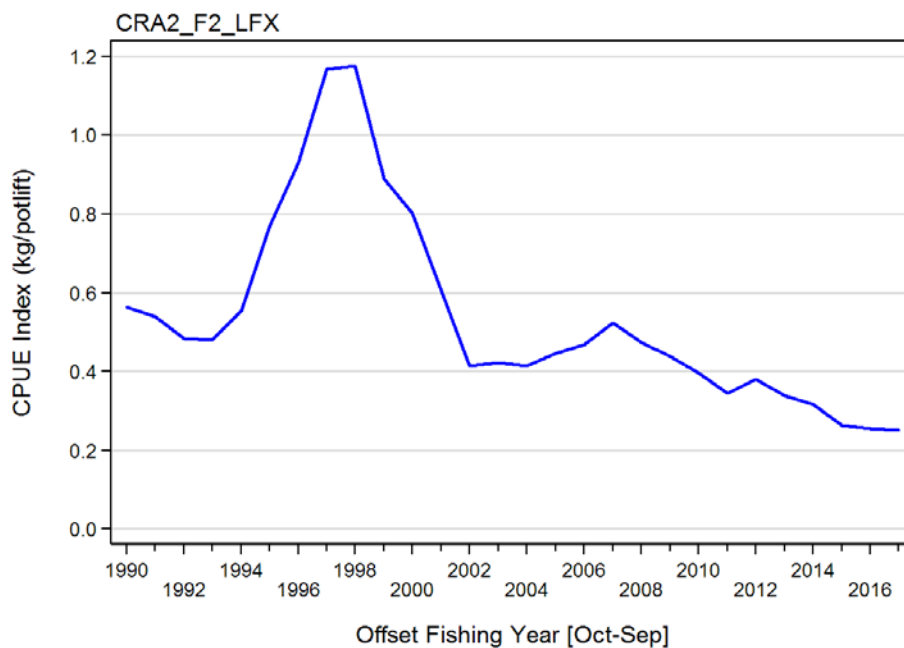 CRA2_F2_LFX
CPUE Index (kg/potlift)
1.2
1.0
0.8
0.6
0.4
0.2
0.0
1990 1994 1998 2002 2006 2010 2014
1992 1996 2000 2004 2008 2012 2016
Offset Fishing Year [Oct-Sep]